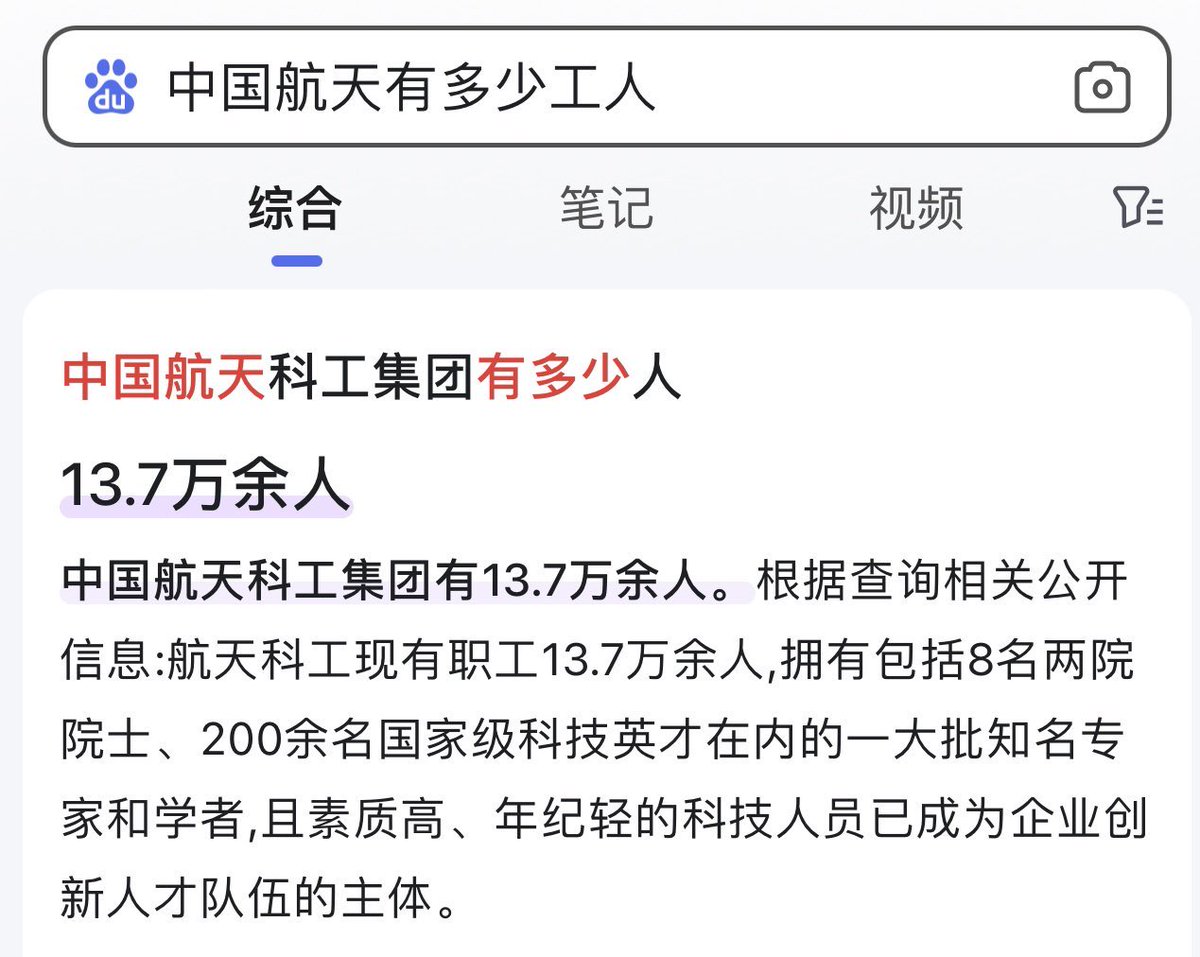 du 中国航天有多少工人
综合 笔记 视频
中国航天科工集团有多少人
13.7万余人
中国航天科工集团有13.7万余人。根据查询相关公开
信息:航天科工现有职工13.7万余人,拥有包括8名两院
院士、200余名国家级科技英才在内的一大批知名专
家和学者,且素质高、年纪轻的科技人员已成为企业创
新人才队伍的主体。